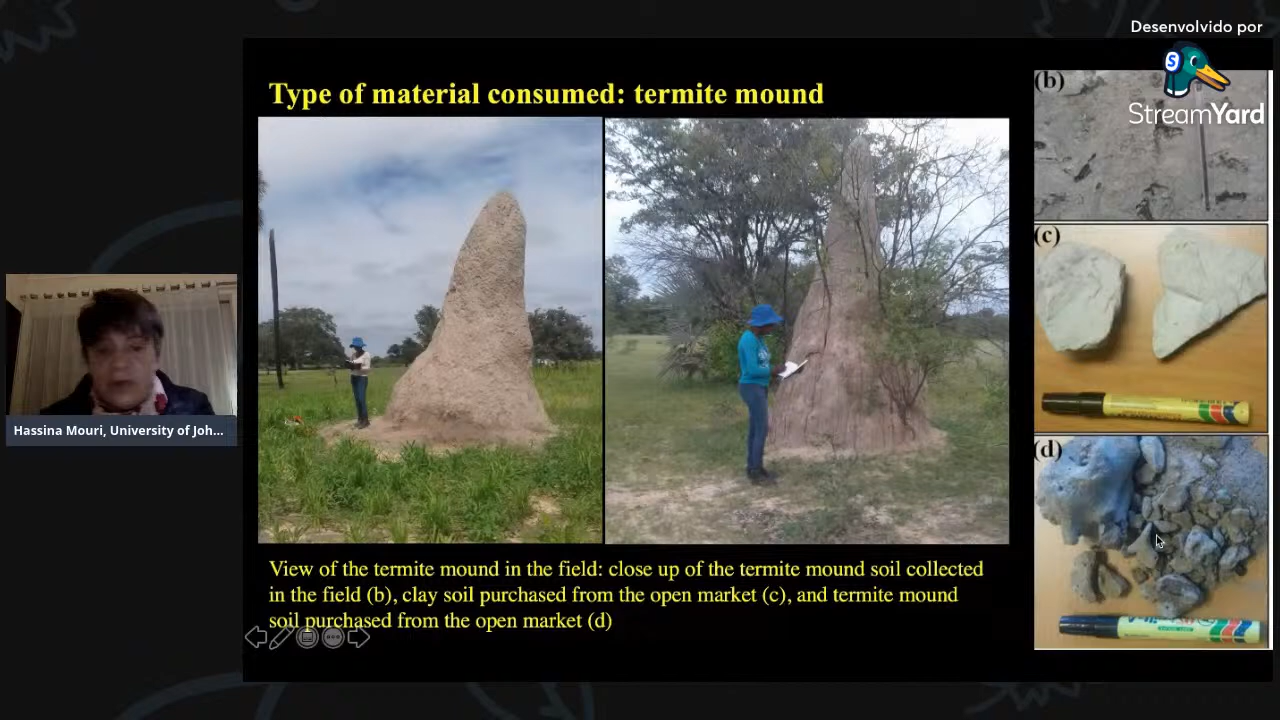 Desenvolvido por
S
StreamYard
Type of material consumed: termite mound
(b)
(c)
(d)
Hassina Mouri, University of Joh...
View of the termite mound in the field: close up of the termite mound soil collected
in the field (b), clay soil purchased from the open market (c), and termite mound
soil purchased from the open market (d)